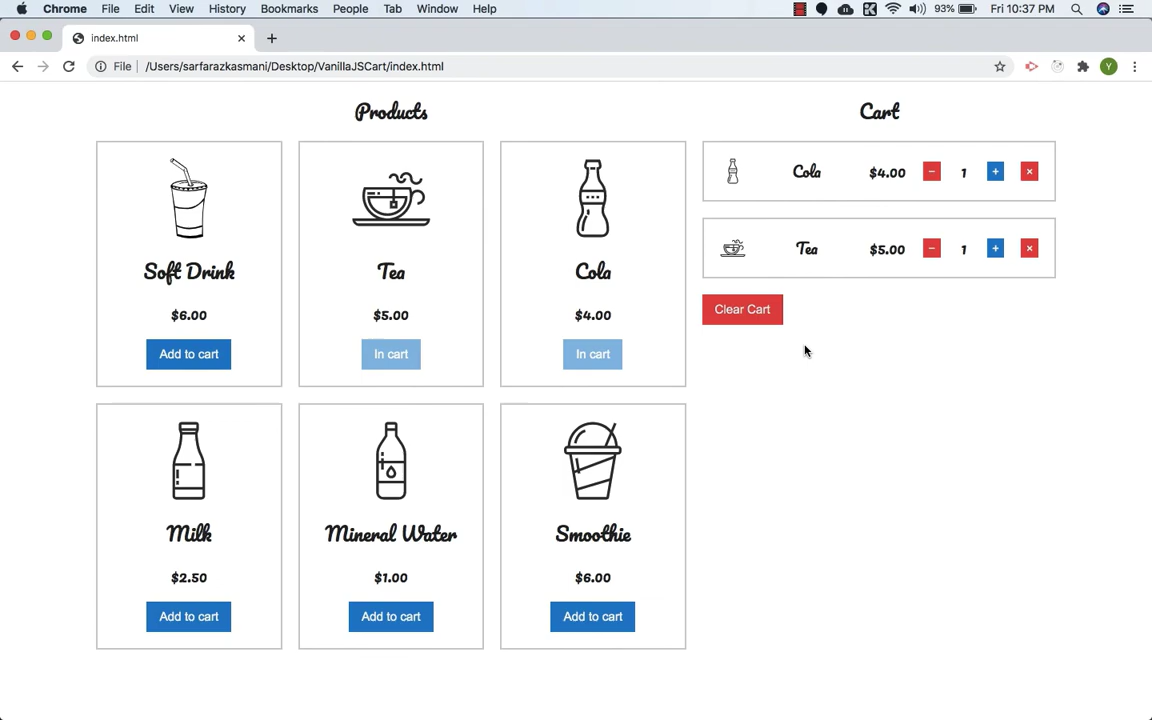 Chrome File Edit View History Bookmarks People Tab Window Help 93% Fri 10:37 PM
index.html
File /Users/sarfarazkasmani/Desktop/VanillaJSCart/index.html Y
Products Cart
Cola $4.00 − 1 + ×
Soft Drink Tea Cola
Tea $5.00 − 1 + ×
$6.00 $5.00 $4.00
Clear Cart
Add to cart In cart In cart
Milk Mineral Water Smoothie
$2.50 $1.00 $6.00
Add to cart Add to cart Add to cart